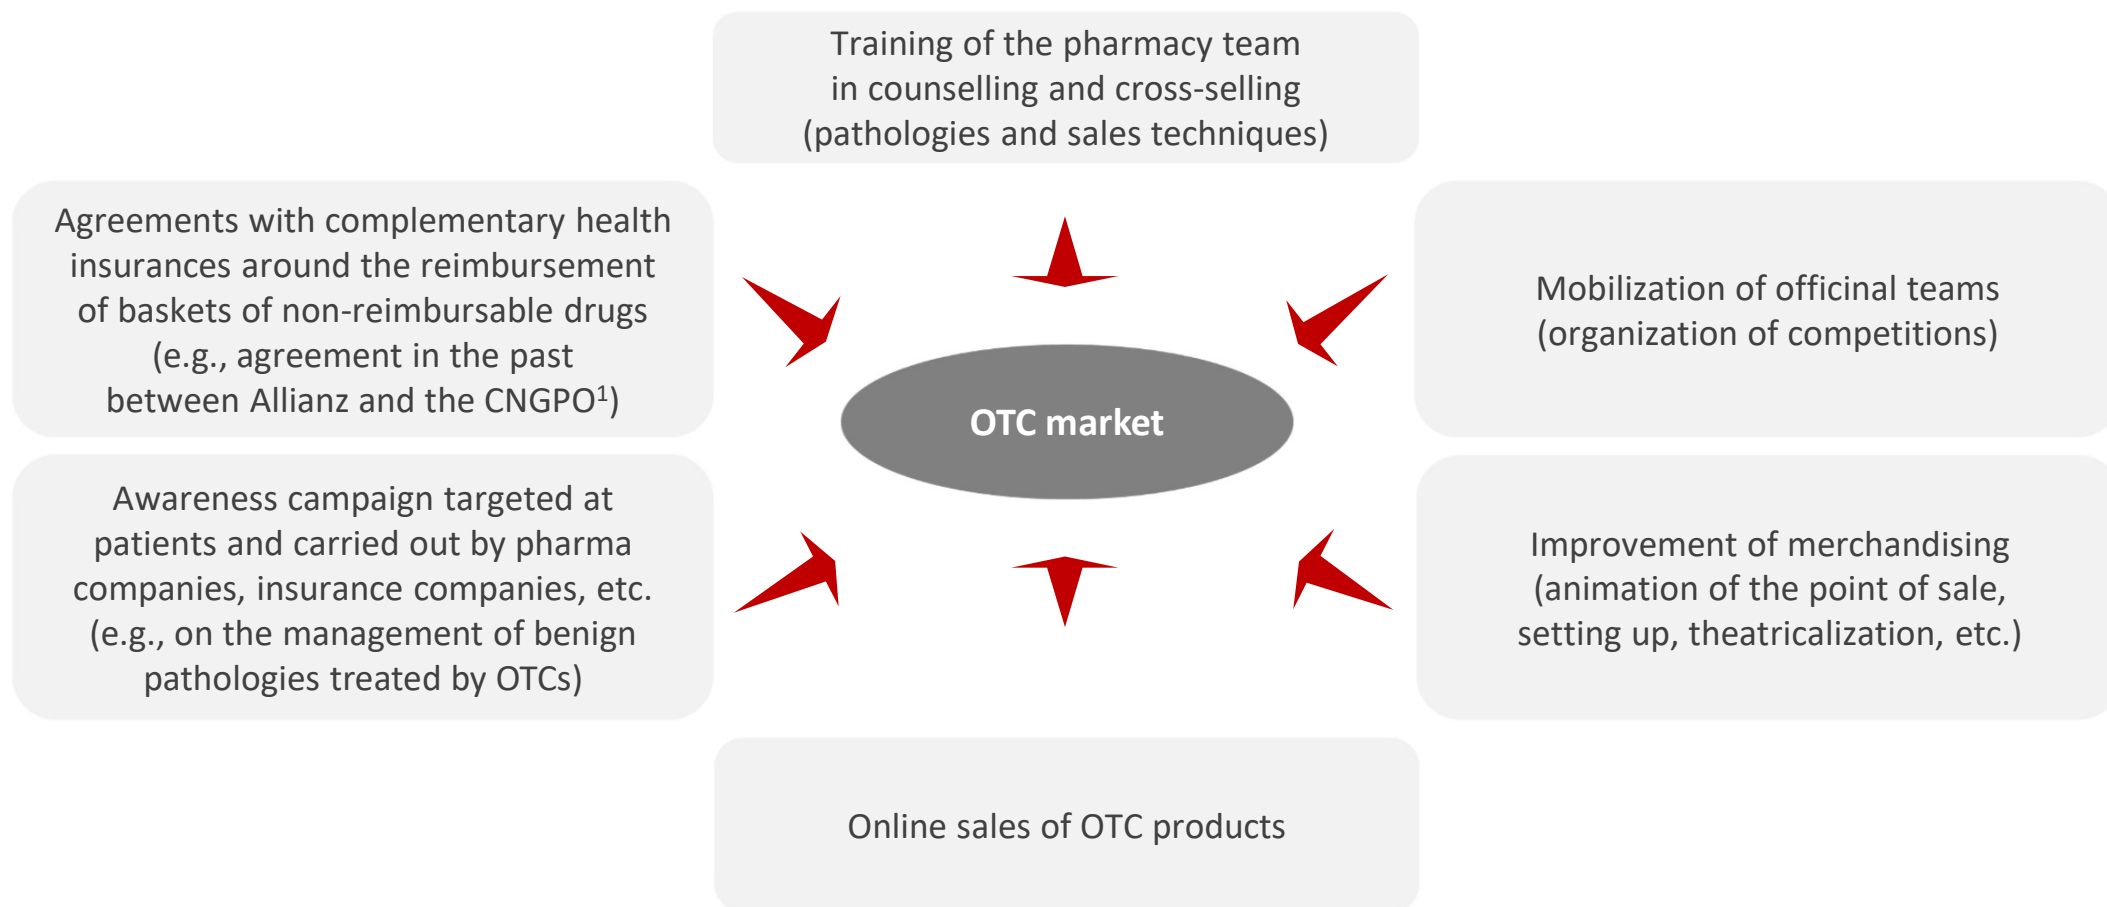 Training of the pharmacy team
in counselling and cross-selling
(pathologies and sales techniques)
Agreements with complementary health
insurances around the reimbursement
of baskets of non-reimbursable drugs
(e.g., agreement in the past
between Allianz and the CNGPO¹)
Mobilization of officinal teams
(organization of competitions)
OTC market
Awareness campaign targeted at
patients and carried out by pharma
companies, insurance companies, etc.
(e.g., on the management of benign
pathologies treated by OTCs)
Improvement of merchandising
(animation of the point of sale,
setting up, theatricalization, etc.)
Online sales of OTC products